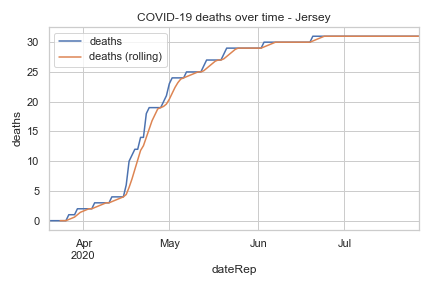 COVID-19 deaths over time - Jersey
deaths
deaths (rolling)
30
25
20
15
10
5
0
deaths
Apr
2020
May
Jun
Jul
dateRep